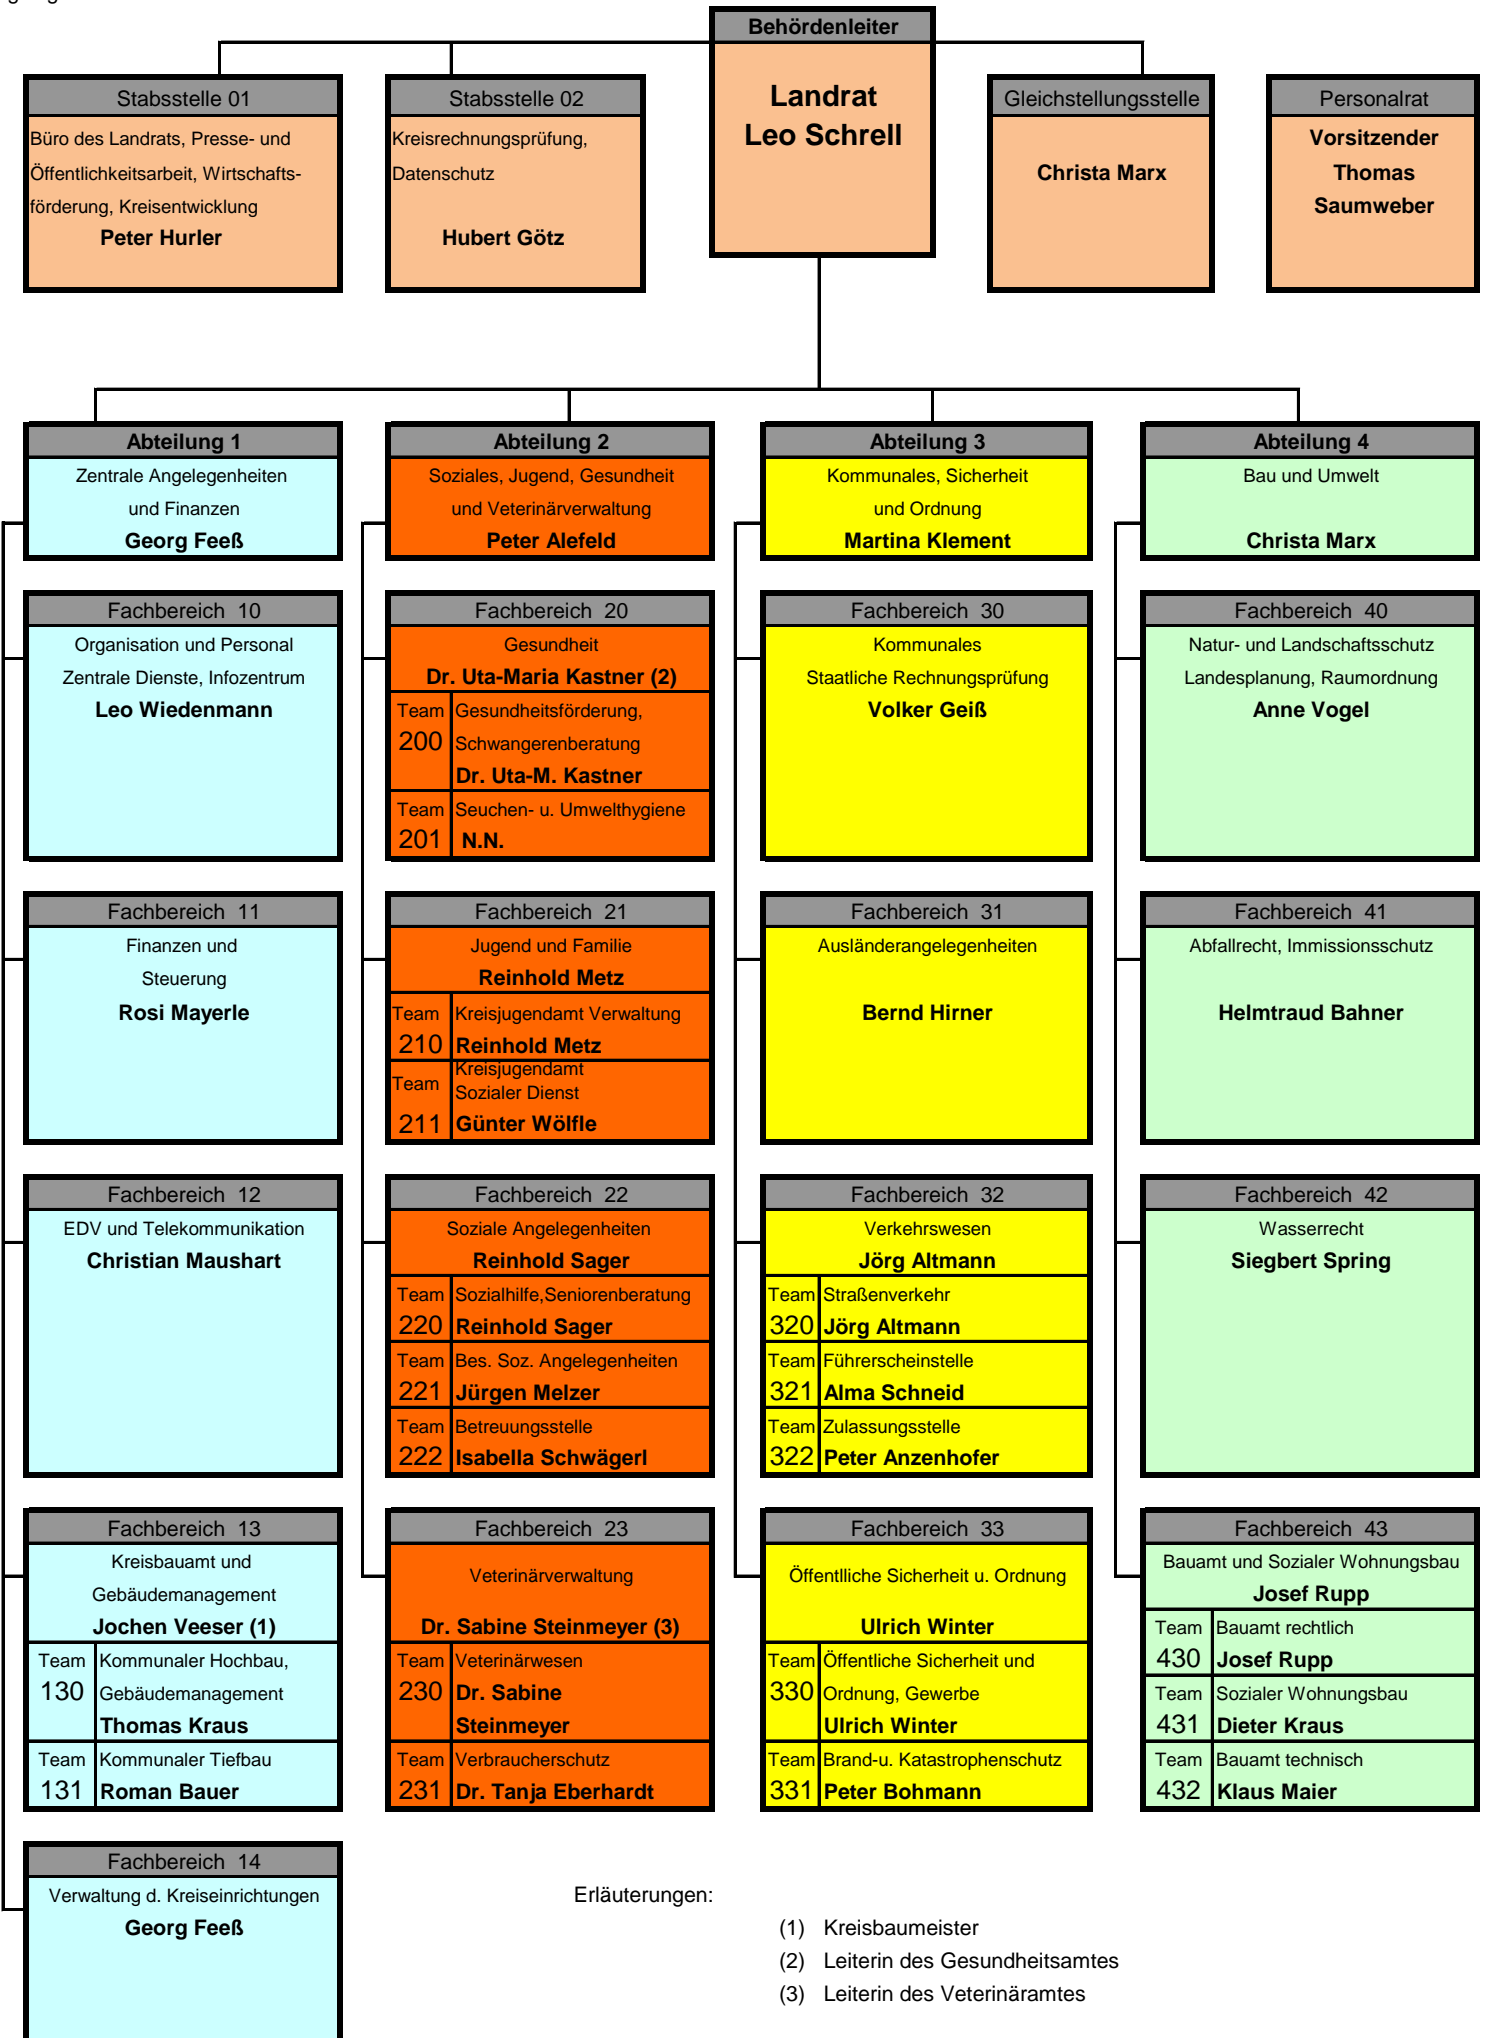 Behördenleiter
Landrat
Leo Schrell
Stabsstelle 01
Büro des Landrats, Presse- und
Öffentlichkeitsarbeit, Wirtschafts-
förderung, Kreisentwicklung
Peter Hurler
Stabsstelle 02
Kreisrechnungsprüfung,
Datenschutz
Hubert Götz
Gleichstellungsstelle
Christa Marx
Personalrat
Vorsitzender
Thomas
Saumweber
Abteilung 1
Zentrale Angelegenheiten
und Finanzen
Georg Feeß
Abteilung 2
Soziales, Jugend, Gesundheit
und Veterinärverwaltung
Peter Alefeld
Abteilung 3
Kommunales, Sicherheit
und Ordnung
Martina Klement
Abteilung 4
Bau und Umwelt
Christa Marx
Fachbereich 10
Organisation und Personal
Zentrale Dienste, Infozentrum
Leo Wiedenmann
Fachbereich 20
Gesundheit
Dr. Uta-Maria Kastner (2)
Team Gesundheitsförderung,
200 Schwangerenberatung
Dr. Uta-M. Kastner
Team Seuchen- u. Umwelthygiene
201 N.N.
Fachbereich 30
Kommunales
Staatliche Rechnungsprüfung
Volker Geiß
Fachbereich 40
Natur- und Landschaftsschutz
Landesplanung, Raumordnung
Anne Vogel
Fachbereich 11
Finanzen und
Steuerung
Rosi Mayerle
Fachbereich 21
Jugend und Familie
Reinhold Metz
Team Kreisjugendamt Verwaltung
210 Reinhold Metz
Kreisjugendamt
Team Sozialer Dienst
211 Günter Wölfle
Fachbereich 31
Ausländerangelegenheiten
Bernd Hirner
Fachbereich 41
Abfallrecht, Immissionsschutz
Helmtraud Bahner
Fachbereich 12
EDV und Telekommunikation
Christian Maushart
Fachbereich 22
Soziale Angelegenheiten
Reinhold Sager
Team Sozialhilfe,Seniorenberatung
220 Reinhold Sager
Team Bes. Soz. Angelegenheiten
221 Jürgen Melzer
Team Betreuungsstelle
222 Isabella Schwägerl
Fachbereich 32
Verkehrswesen
Jörg Altmann
Team Straßenverkehr
320 Jörg Altmann
Team Führerscheinstelle
321 Alma Schneid
Team Zulassungsstelle
322 Peter Anzenhofer
Fachbereich 42
Wasserrecht
Siegbert Spring
Fachbereich 13
Kreisbauamt und
Gebäudemanagement
Jochen Veeser (1)
Team Kommunaler Hochbau,
130 Gebäudemanagement
Thomas Kraus
Team Kommunaler Tiefbau
131 Roman Bauer
Fachbereich 23
Veterinärverwaltung
Dr. Sabine Steinmeyer (3)
Team Veterinärwesen
230 Dr. Sabine
Steinmeyer
Team Verbraucherschutz
231 Dr. Tanja Eberhardt
Fachbereich 33
Öffentlliche Sicherheit u. Ordnung
Ulrich Winter
Team Öffentliche Sicherheit und
330 Ordnung, Gewerbe
Ulrich Winter
Team Brand-u. Katastrophenschutz
331 Peter Bohmann
Fachbereich 43
Bauamt und Sozialer Wohnungsbau
Josef Rupp
Team Bauamt rechtlich
430 Josef Rupp
Team Sozialer Wohnungsbau
431 Dieter Kraus
Team Bauamt technisch
432 Klaus Maier
Fachbereich 14
Verwaltung d. Kreiseinrichtungen
Georg Feeß
Erläuterungen:
(1) Kreisbaumeister
(2) Leiterin des Gesundheitsamtes
(3) Leiterin des Veterinäramtes